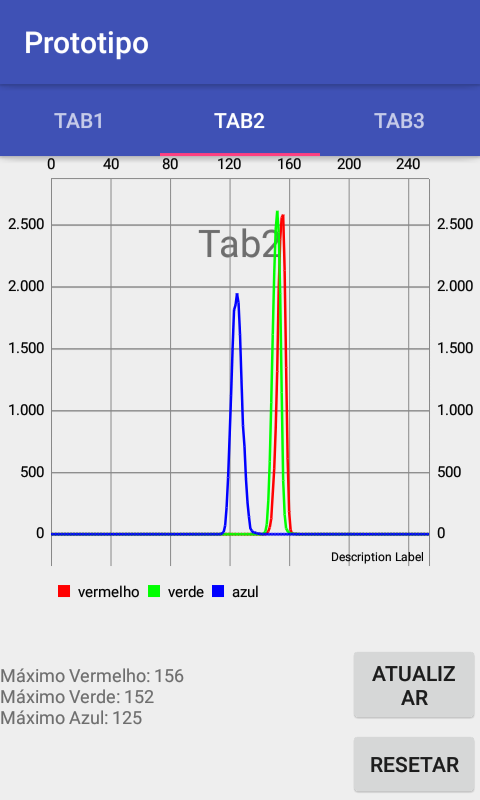 Prototipo
TAB1 TAB2 TAB3
0 40 80 120 160 200 240
2.500 2.500
Tab2
2.000 2.000
1.500 1.500
1.000 1.000
500 500
0 0
Description Label
vermelho verde azul
Máximo Vermelho: 156
Máximo Verde: 152
Máximo Azul: 125
ATUALIZ
AR
RESETAR